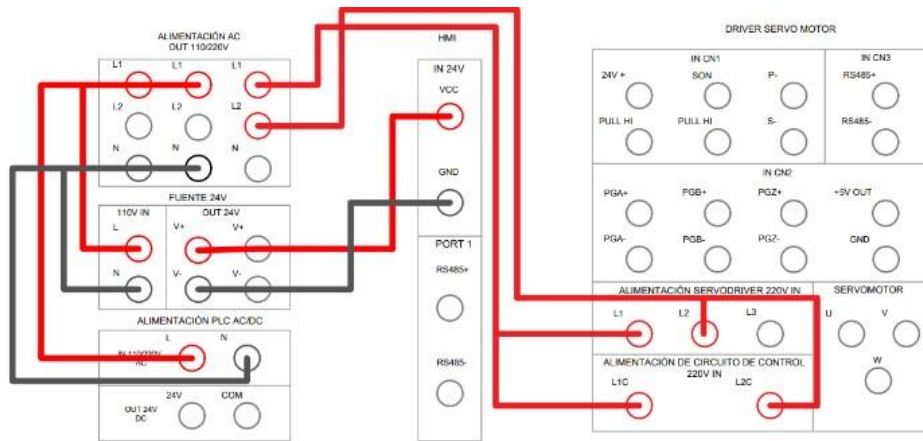 ALIMENTACIÓN AC
OUT 110/220V
L1 L1 L1
L2 L2 L2
N N N
FUENTE 24V
110V IN OUT 24V
L V+ V+
N V- V-
ALIMENTACIÓN PLC AC/DC
L N
IN 110/220V
AC
24V COM
OUT 24V
DC
HMI
IN 24V
VCC
GND
PORT 1
RS485+
RS485-
DRIVER SERVO MOTOR
IN CN1 IN CN3
24V + SON P- RS485+
PULL HI PULL HI S- RS485-
IN CN2
PGA+ PGB+ PGZ+ +5V OUT
PGA- PGB- PGZ- GND
ALIMENTACIÓN SERVODRIVER 220V IN SERVOMOTOR
L1 L2 L3 U V
W
ALIMENTACIÓN DE CIRCUITO DE CONTROL
220V IN
L1C L2C